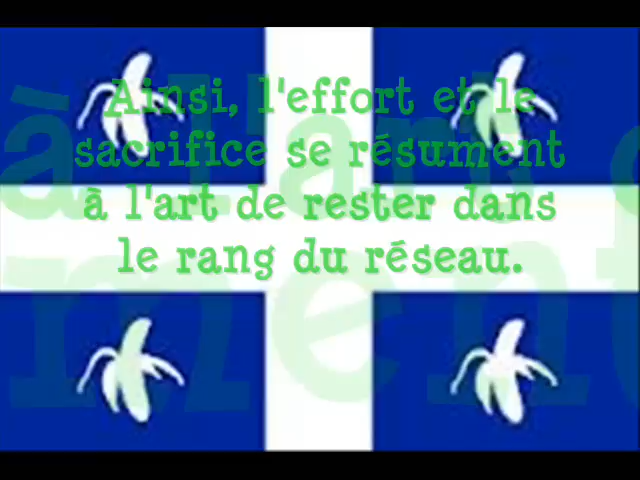 Ainsi, l'effort et le
sacrifice se résument
à l'art de rester dans
le rang du réseau.